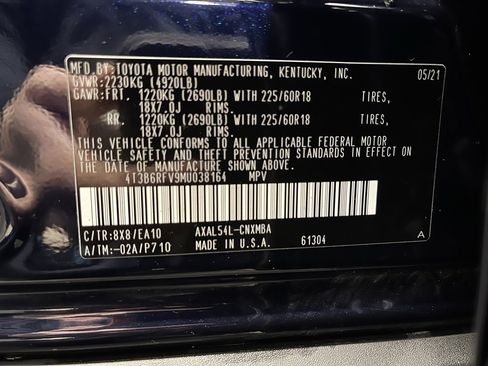 MFD.BY:TOYOTA MOTOR MANUFACTURING, KENTUCKY, INC. 05/21
GVWR:2230KG (4920LB)
GAWR:FRT. 1220KG (2690LB) WITH 225/60R18 TIRES,
18X7.0J RIMS.
RR. 1220KG (2690LB) WITH 225/60R18 TIRES,
18X7.0J RIMS.
THIS VEHICLE CONFORMS TO ALL APPLICABLE FEDERAL MOTOR
VEHICLE SAFETY AND THEFT PREVENTION STANDARDS IN EFFECT ON
THE DATE OF MANUFACTURE SHOWN ABOVE.
4T3B6RFV9MU038164 MPV
C/TR:8X8/EA10 AXAL54L-CNXMBA
A/TM:-02A/P710 MADE IN U.S.A. 61304 A